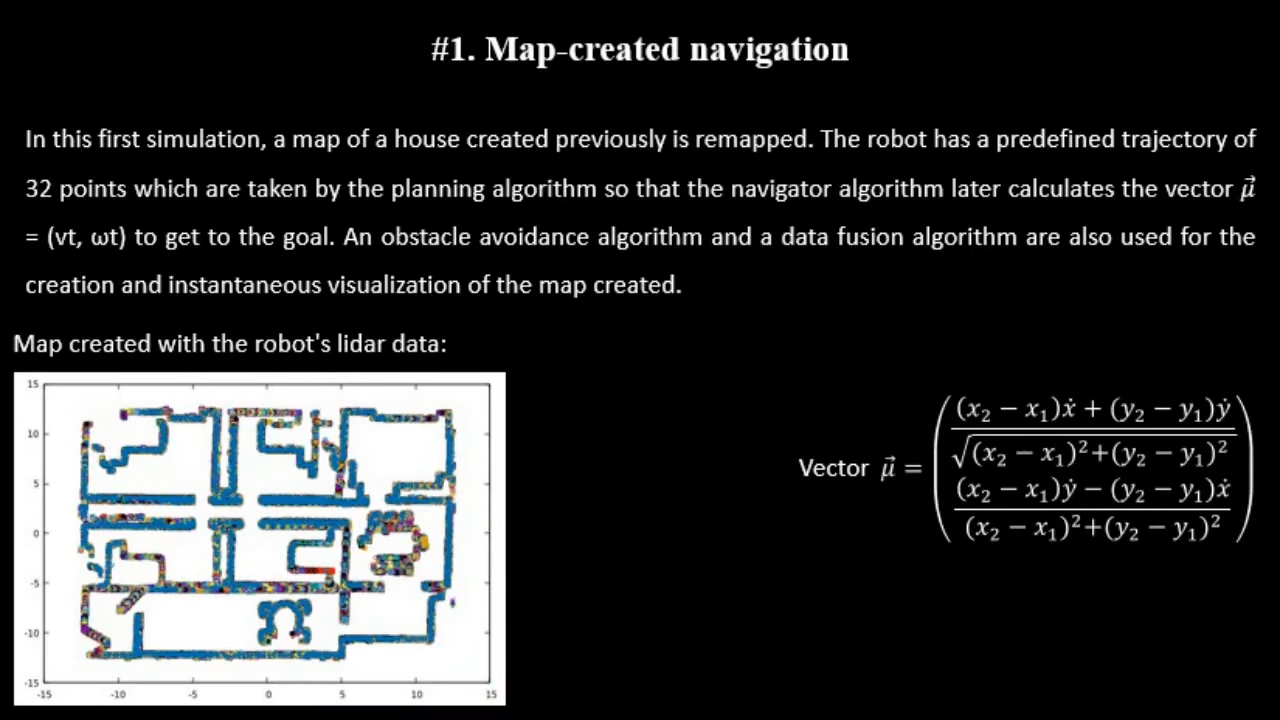 #1. Map-created navigation
In this first simulation, a map of a house created previously is remapped. The robot has a predefined trajectory of
32 points which are taken by the planning algorithm so that the navigator algorithm later calculates the vector μ⃗
= (vt, ωt) to get to the goal. An obstacle avoidance algorithm and a data fusion algorithm are also used for the
creation and instantaneous visualization of the map created.
Map created with the robot's lidar data:
15
10
5
0
-5
-10
-15
-15 -10 -5 0 5 10 15
Vector μ⃗ =
(x₂ − x₁)ẋ + (y₂ − y₁)ẏ
√(x₂ − x₁)²+(y₂ − y₁)²
(x₂ − x₁)ẏ − (y₂ − y₁)ẋ
(x₂ − x₁)²+(y₂ − y₁)²